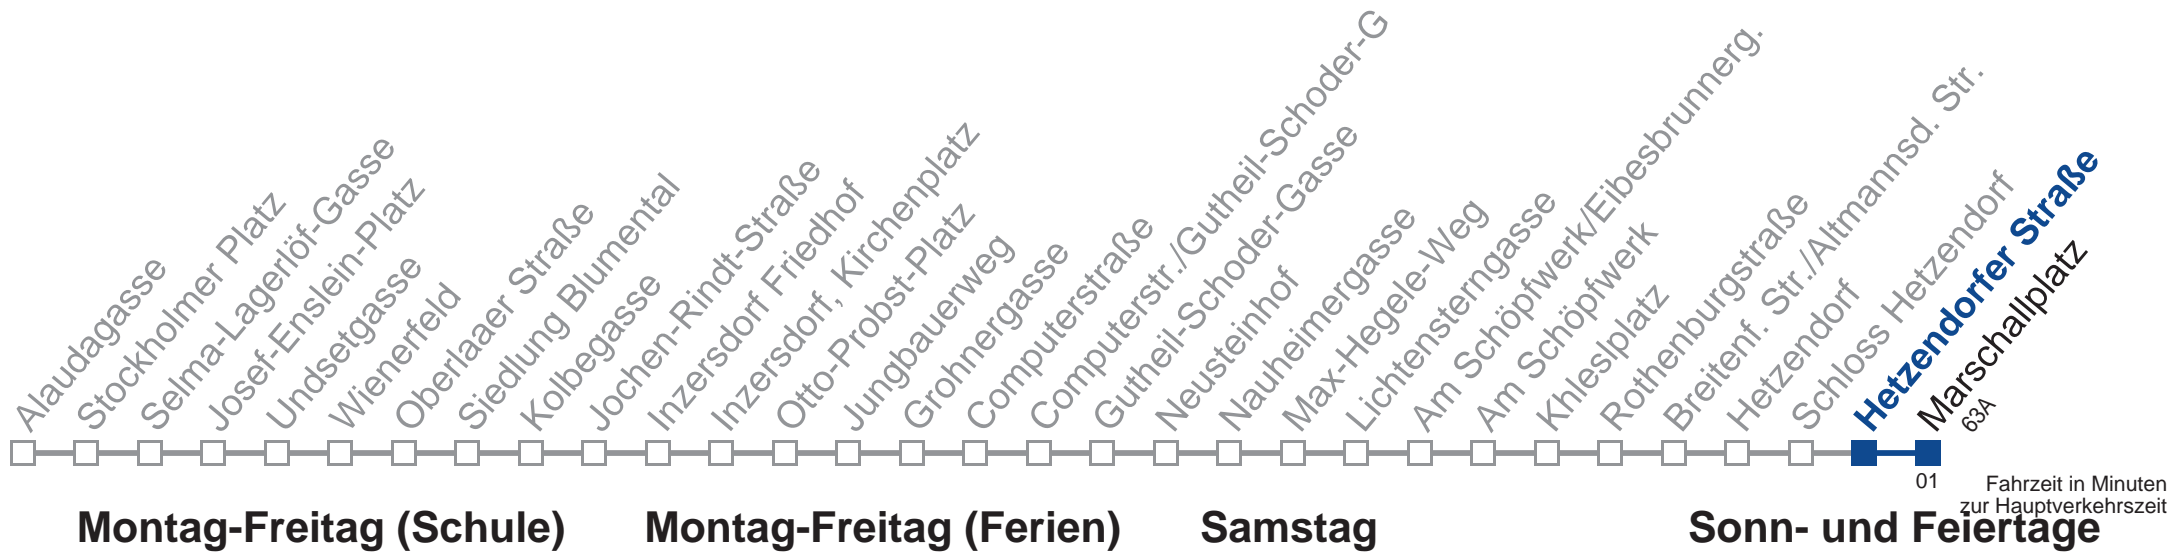 Alaudagasse
Stockholmer Platz
Selma-Lagerlöf-Gasse
Josef-Enslein-Platz
Undsetgasse
Wienerfeld
Oberlaaer Straße
Siedlung Blumental
Kolbegasse
Jochen-Rindt-Straße
Inzersdorf Friedhof
Inzersdorf, Kirchenplatz
Otto-Probst-Platz
Jungbauerweg
Grohnergasse
Computerstraße
Computerstr./Gutheil-Schoder-G
Gutheil-Schoder-Gasse
Neusteinhof
Nauheimergasse
Max-Hegele-Weg
Lichtensterngasse
Am Schöpfwerk/Eibesbrunnerg.
Am Schöpfwerk
Khleslplatz
Rothenburgstraße
Breitenf. Str./Altmannsd. Str.
Hetzendorf
Schloss Hetzendorf
Hetzendorfer Straße
Marschallplatz
63A
01
Fahrzeit in Minuten
zur Hauptverkehrszeit
Montag-Freitag (Schule)
Montag-Freitag (Ferien)
Samstag
Sonn- und Feiertage